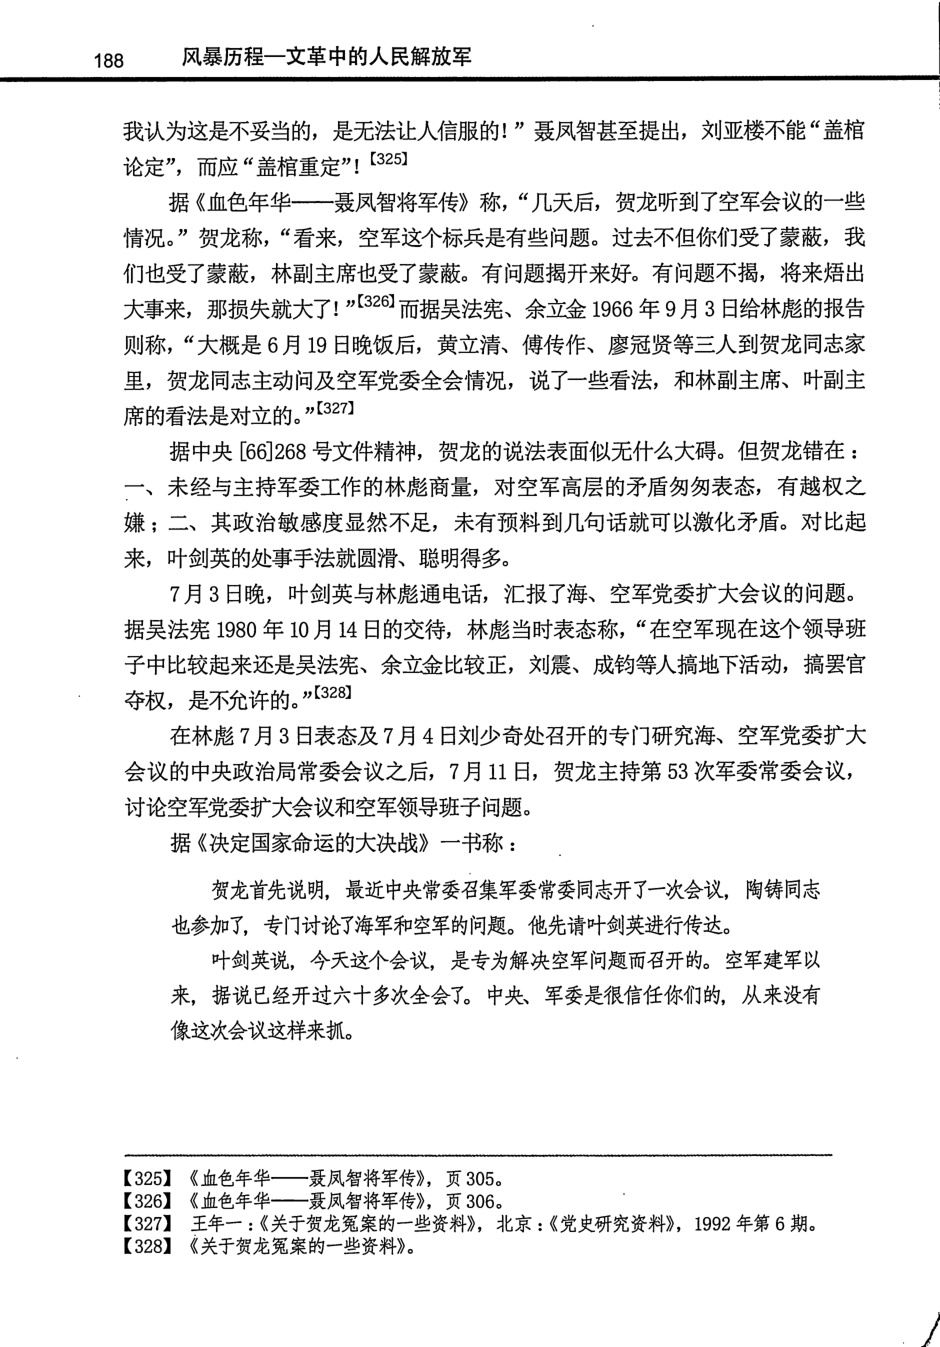 188 风暴历程—文革中的人民解放军
我认为这是不妥当的，是无法让人信服的！”聂凤智甚至提出，刘亚楼不能“盖棺
论定”，而应“盖棺重定”！【325】
据《血色年华——聂凤智将军传》称，“几天后，贺龙听到了空军会议的一些
情况。”贺龙称，“看来，空军这个标兵是有些问题。过去不但你们受了蒙蔽，我
们也受了蒙蔽，林副主席也受了蒙蔽。有问题揭开来好。有问题不揭，将来焐出
大事来，那损失就大了！”【326】而据吴法宪、余立金 1966 年 9 月 3 日给林彪的报告
则称，“大概是 6 月 19 日晚饭后，黄立清、傅传作、廖冠贤等三人到贺龙同志家
里，贺龙同志主动问及空军党委全会情况，说了一些看法，和林副主席、叶副主
席的看法是对立的。”【327】
据中央 [66]268 号文件精神，贺龙的说法表面似无什么大碍。但贺龙错在：
一、未经与主持军委工作的林彪商量，对空军高层的矛盾匆匆表态，有越权之
嫌；二、其政治敏感度显然不足，未有预料到几句话就可以激化矛盾。对比起
来，叶剑英的处事手法就圆滑、聪明得多。
7 月 3 日晚，叶剑英与林彪通电话，汇报了海、空军党委扩大会议的问题。
据吴法宪 1980 年 10 月 14 日的交待，林彪当时表态称，“在空军现在这个领导班
子中比较起来还是吴法宪、余立金比较正，刘震、成钧等人搞地下活动，搞罢官
夺权，是不允许的。”【328】
在林彪 7 月 3 日表态及 7 月 4 日刘少奇处召开的专门研究海、空军党委扩大
会议的中央政治局常委会议之后，7 月 11 日，贺龙主持第 53 次军委常委会议，
讨论空军党委扩大会议和空军领导班子问题。
据《决定国家命运的大决战》一书称：
贺龙首先说明，最近中央常委召集军委常委同志开了一次会议，陶铸同志
也参加了，专门讨论了海军和空军的问题。他先请叶剑英进行传达。
叶剑英说，今天这个会议，是专为解决空军问题而召开的。空军建军以
来，据说已经开过六十多次全会了。中央、军委是很信任你们的，从来没有
像这次会议这样来抓。
【325】《血色年华——聂凤智将军传》，页 305。
【326】《血色年华——聂凤智将军传》，页 306。
【327】 王年一：《关于贺龙冤案的一些资料》，北京：《党史研究资料》，1992 年第 6 期。
【328】《关于贺龙冤案的一些资料》。